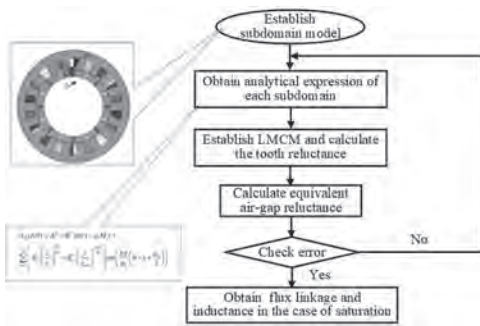 Establish
subdomain model
Obtain analytical expression of
each subdomain
Establish LMCM and calculate
the tooth reluctance
Calculate equivalent
air-gap reluctance
Check error
No
Yes
Obtain flux linkage and
inductance in the case of saturation